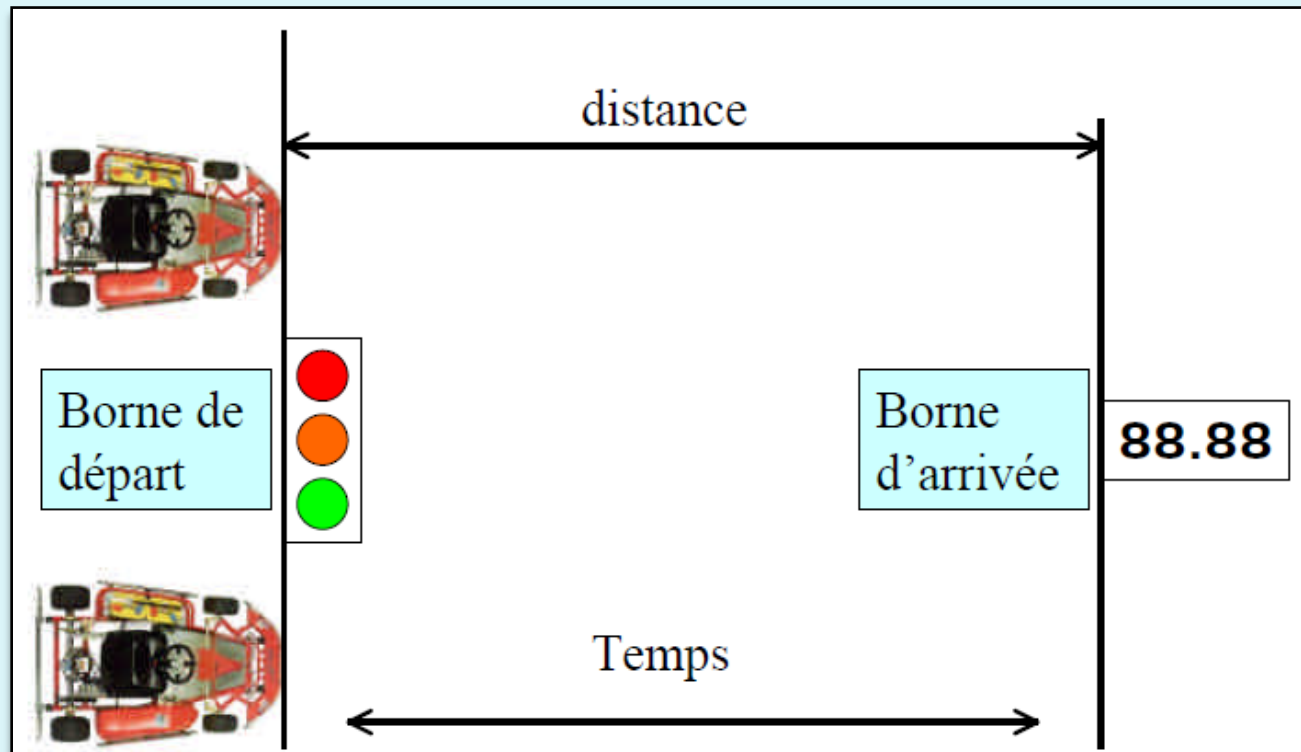 distance
Borne de
départ
Borne
d’arrivée
88.88
Temps